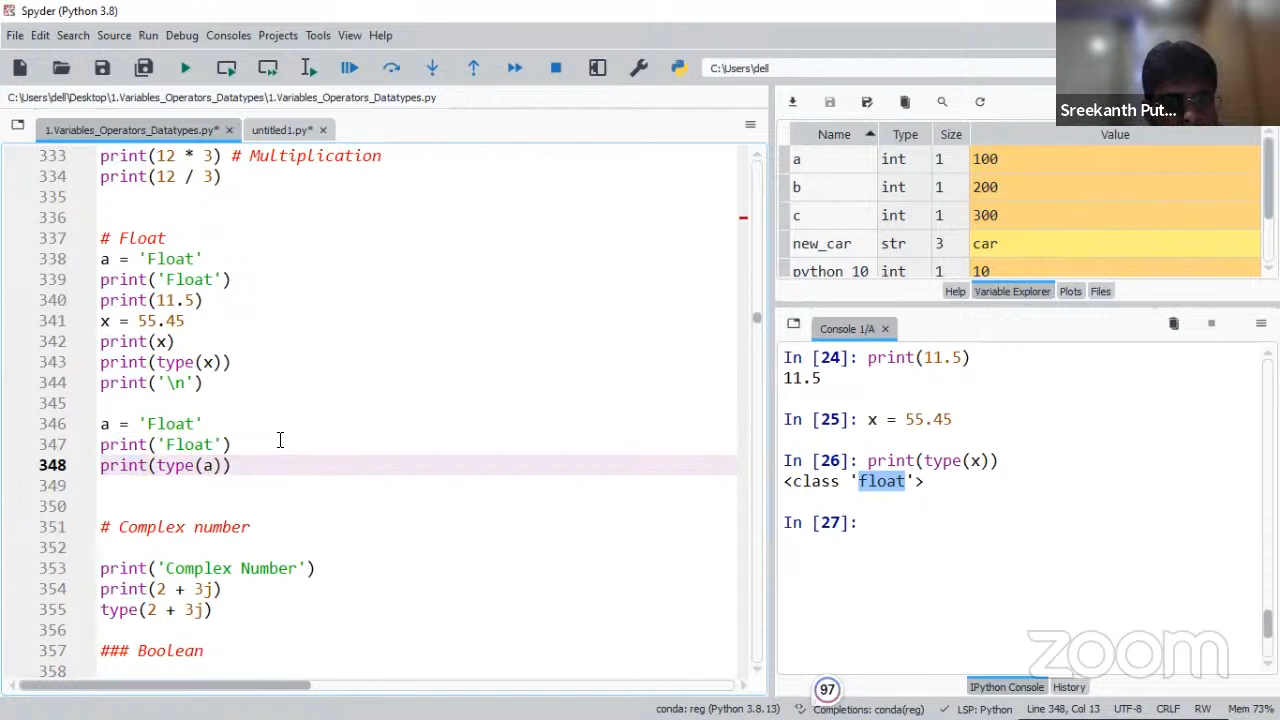 Spyder (Python 3.8)
File Edit Search Source Run Debug Consoles Projects Tools View Help
C:\Users\dell
C:\Users\dell\Desktop\1.Variables_Operators_Datatypes\1.Variables_Operators_Datatypes.py
1.Variables_Operators_Datatypes.py* untitled1.py*
333 print(12 * 3) # Multiplication
334 print(12 / 3)
335
336
337 # Float
338 a = 'Float'
339 print('Float')
340 print(11.5)
341 x = 55.45
342 print(x)
343 print(type(x))
344 print('\n')
345
346 a = 'Float'
347 print('Float')
348 print(type(a))
349
350
351 # Complex number
352
353 print('Complex Number')
354 print(2 + 3j)
355 type(2 + 3j)
356
357 ### Boolean
358
Sreekanth Put...
Name Type Size Value
a int 1 100
b int 1 200
c int 1 300
new_car str 3 car
python_10 int 1 10
Help Variable Explorer Plots Files
Console 1/A
In [24]: print(11.5)
11.5
In [25]: x = 55.45
In [26]: print(type(x))
<class 'float'>
In [27]:
zoom
97
IPython Console History
conda: reg (Python 3.8.13) Completions: conda(reg) LSP: Python Line 348, Col 13 UTF-8 CRLF RW Mem 73%